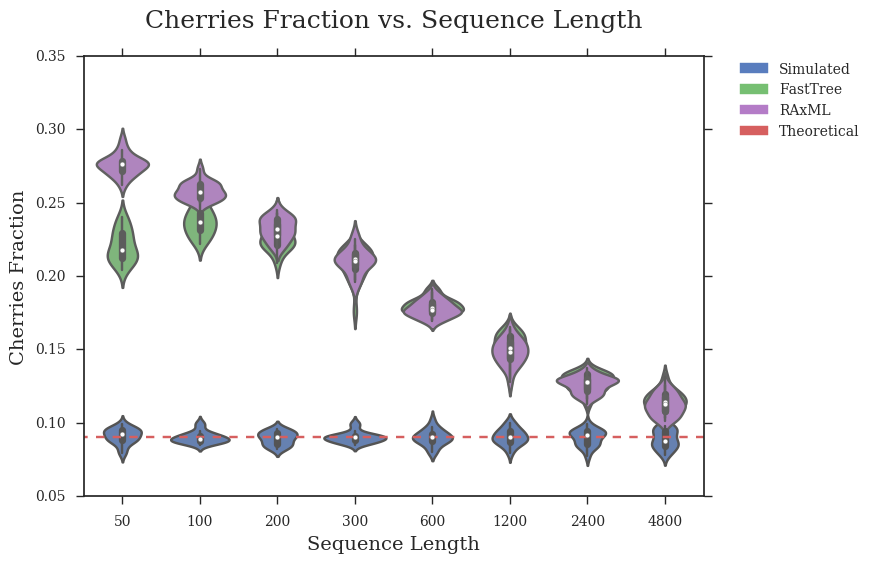 Cherries Fraction vs. Sequence Length
0.35
0.30
0.25
0.20
0.15
0.10
0.05
Cherries Fraction
50 100 200 300 600 1200 2400 4800
Sequence Length
Simulated
FastTree
RAxML
Theoretical